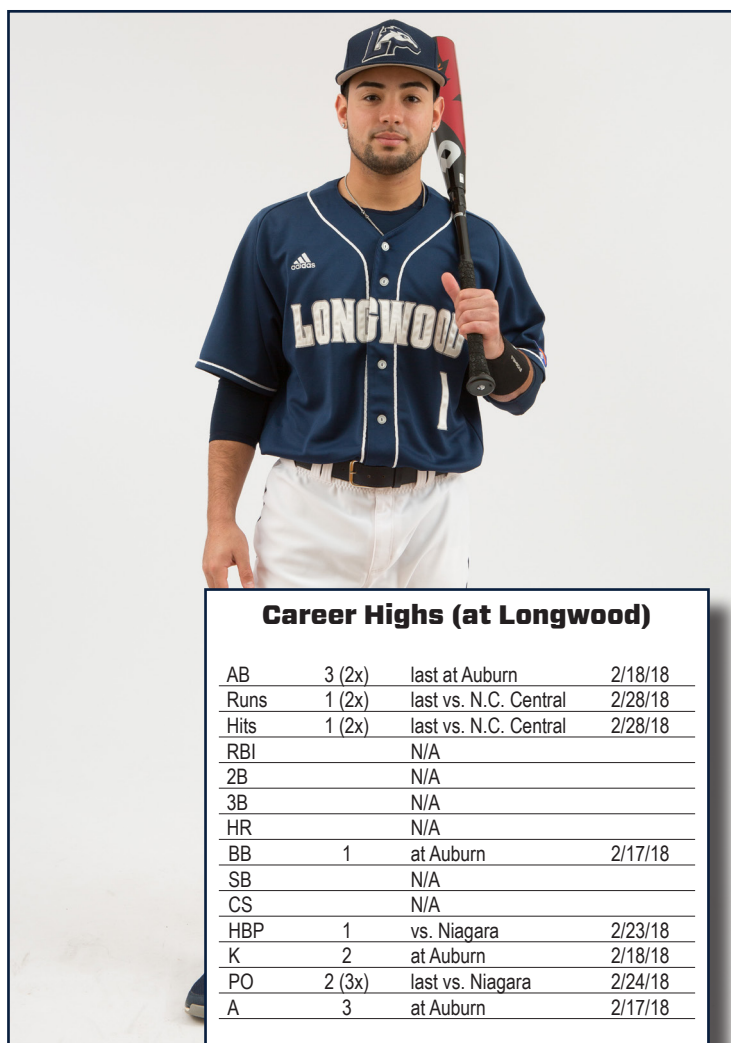 adidas
LONGWOOD
1
Career Highs (at Longwood)
AB 3 (2x) last at Auburn 2/18/18
Runs 1 (2x) last vs. N.C. Central 2/28/18
Hits 1 (2x) last vs. N.C. Central 2/28/18
RBI N/A
2B N/A
3B N/A
HR N/A
BB 1 at Auburn 2/17/18
SB N/A
CS N/A
HBP 1 vs. Niagara 2/23/18
K 2 at Auburn 2/18/18
PO 2 (3x) last vs. Niagara 2/24/18
A 3 at Auburn 2/17/18